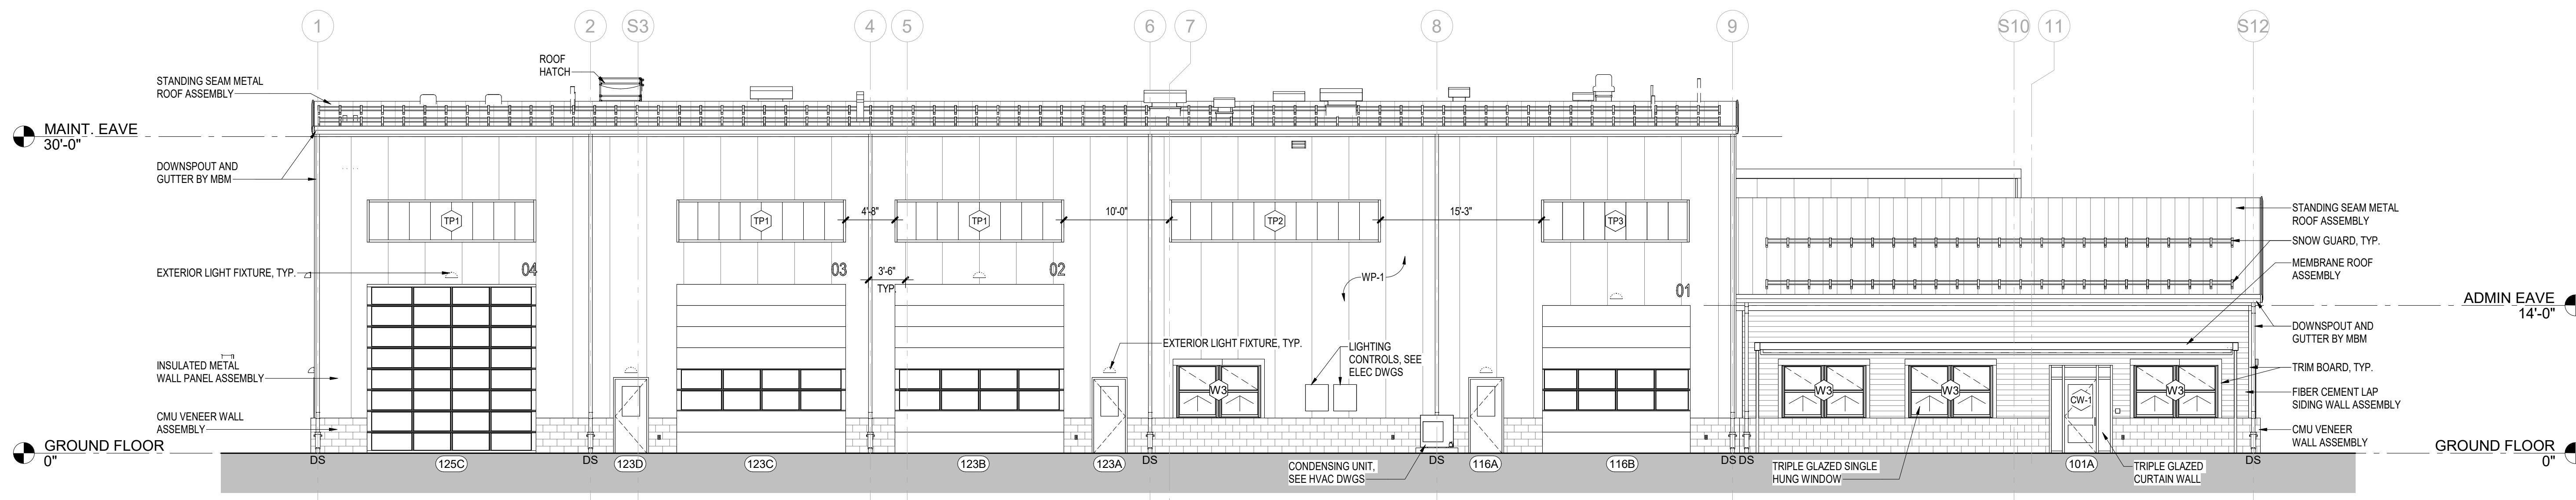 1
2
S3
4
5
6
7
8
9
S10
11
S12
ROOF
HATCH
STANDING SEAM METAL
ROOF ASSEMBLY
MAINT. EAVE
30'-0"
DOWNSPOUT AND
GUTTER BY MBM
TP1
TP1
4'-8"
TP1
10'-0"
TP2
15'-3"
TP3
STANDING SEAM METAL
ROOF ASSEMBLY
SNOW GUARD, TYP.
MEMBRANE ROOF
ASSEMBLY
EXTERIOR LIGHT FIXTURE, TYP.
04
03
3'-6"
TYP.
02
WP-1
01
ADMIN EAVE
14'-0"
DOWNSPOUT AND
GUTTER BY MBM
EXTERIOR LIGHT FIXTURE, TYP.
LIGHTING
CONTROLS, SEE
ELEC DWGS
INSULATED METAL
WALL PANEL ASSEMBLY
TRIM BOARD, TYP.
W3
W3
W3
W3
CW-1
FIBER CEMENT LAP
SIDING WALL ASSEMBLY
CMU VENEER WALL
ASSEMBLY
CMU VENEER
WALL ASSEMBLY
GROUND FLOOR
0"
GROUND FLOOR
0"
DS
125C
DS
123D
123C
123B
123A
DS
DS
116A
116B
DS
DS
101A
DS
CONDENSING UNIT,
SEE HVAC DWGS
TRIPLE GLAZED SINGLE
HUNG WINDOW
TRIPLE GLAZED
CURTAIN WALL